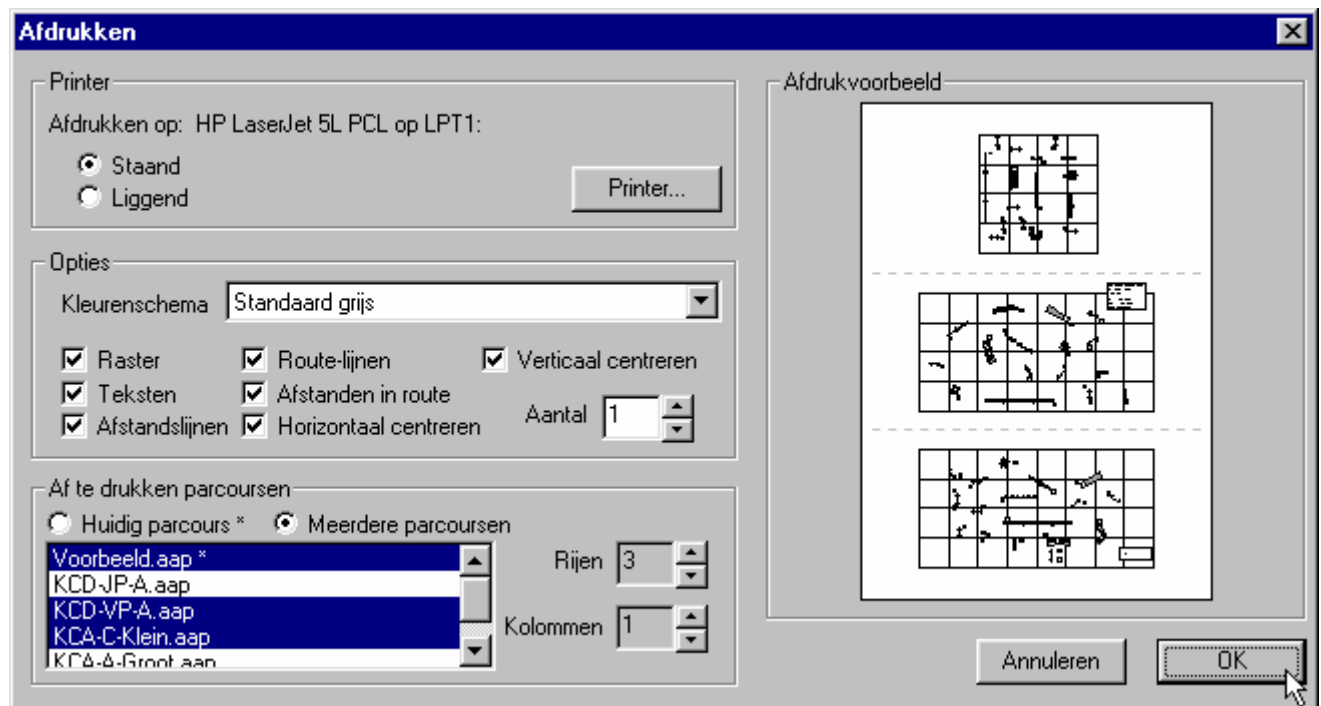 Afdrukken
Printer
Afdrukken op: HP LaserJet 5L PCL op LPT1:
Staand
Liggend
Printer...
Opties
Kleurenschema Standaard grijs
Raster Route-lijnen Verticaal centreren
Teksten Afstanden in route
Aantal 1
Afstandslijnen Horizontaal centreren
Af te drukken parcoursen
Huidig parcours * Meerdere parcoursen
Voorbeeld.aap *
KCD-JP-A.aap
KCD-VP-A.aap
KCA-C-Klein.aap
KCA-A-Groot.aap
Rijen 3
Kolommen 1
Afdrukvoorbeeld
Annuleren OK